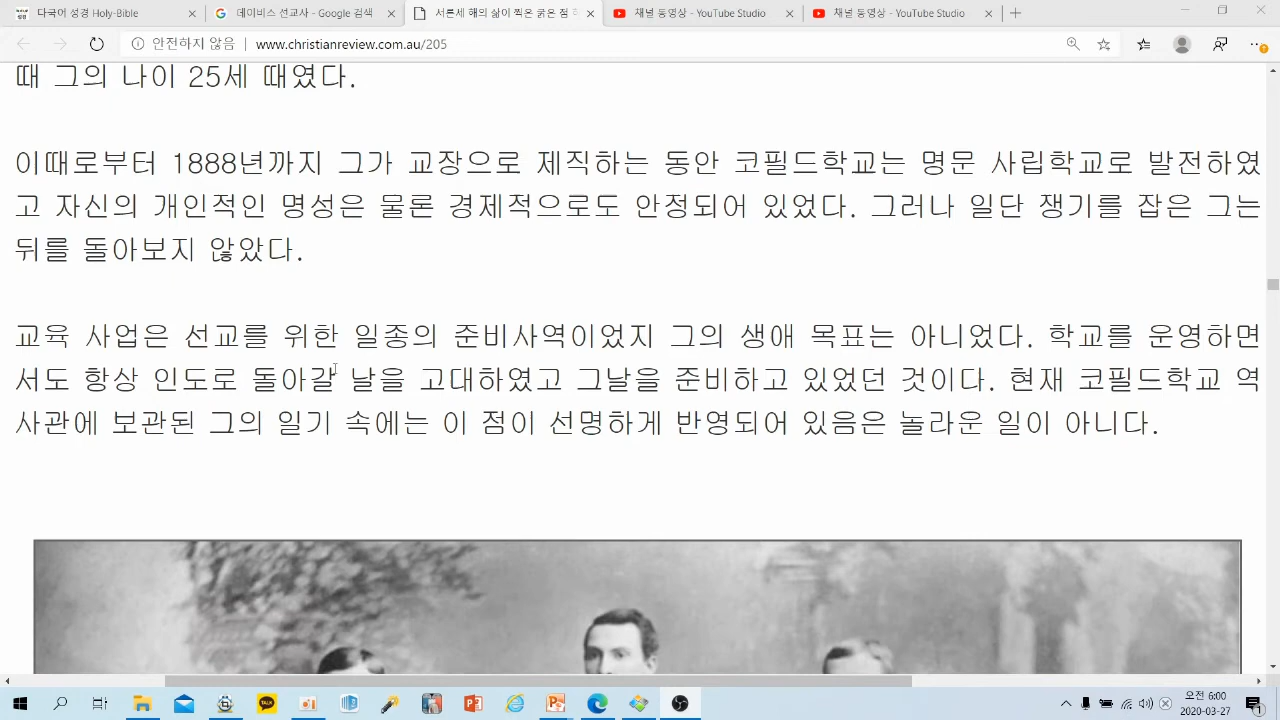 다국어 성경 Holy-Bible
데이비스 선교사 - Google 검색
서른세 해의 삶이 찍은 굵은 점
채널 동영상 - YouTube Studio
채널 동영상 - YouTube Studio
안전하지 않음 | www.christianreview.com.au/205
때 그의 나이 25세 때였다.
이때로부터 1888년까지 그가 교장으로 제직하는 동안 코필드학교는 명문 사립학교로 발전하였
고 자신의 개인적인 명성은 물론 경제적으로도 안정되어 있었다. 그러나 일단 쟁기를 잡은 그는
뒤를 돌아보지 않았다.
교육 사업은 선교를 위한 일종의 준비사역이었지 그의 생애 목표는 아니었다. 학교를 운영하면
서도 항상 인도로 돌아갈 날을 고대하였고 그날을 준비하고 있었던 것이다. 현재 코필드학교 역
사관에 보관된 그의 일기 속에는 이 점이 선명하게 반영되어 있음은 놀라운 일이 아니다.
TALK
오전 6:00
2020-03-27